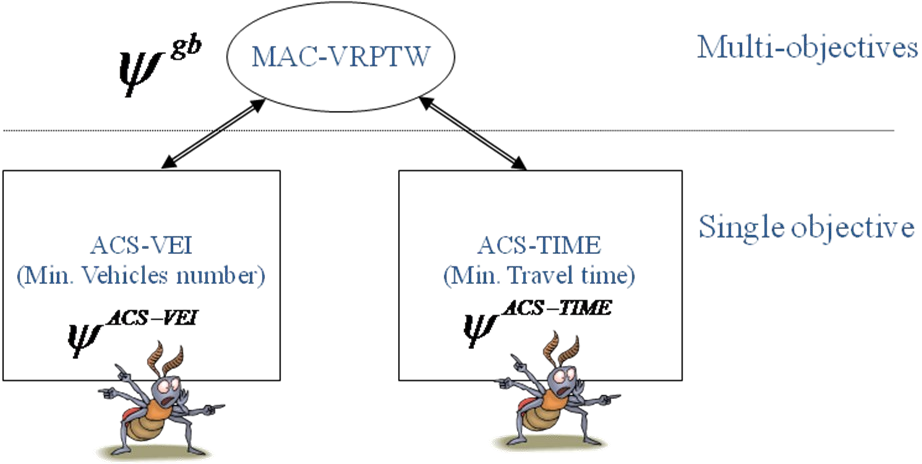 ψ^gb
MAC-VRPTW
Multi-objectives
ACS-VEI
(Min. Vehicles number)
ψ^ACS-VEI
ACS-TIME
(Min. Travel time)
ψ^ACS-TIME
Single objective